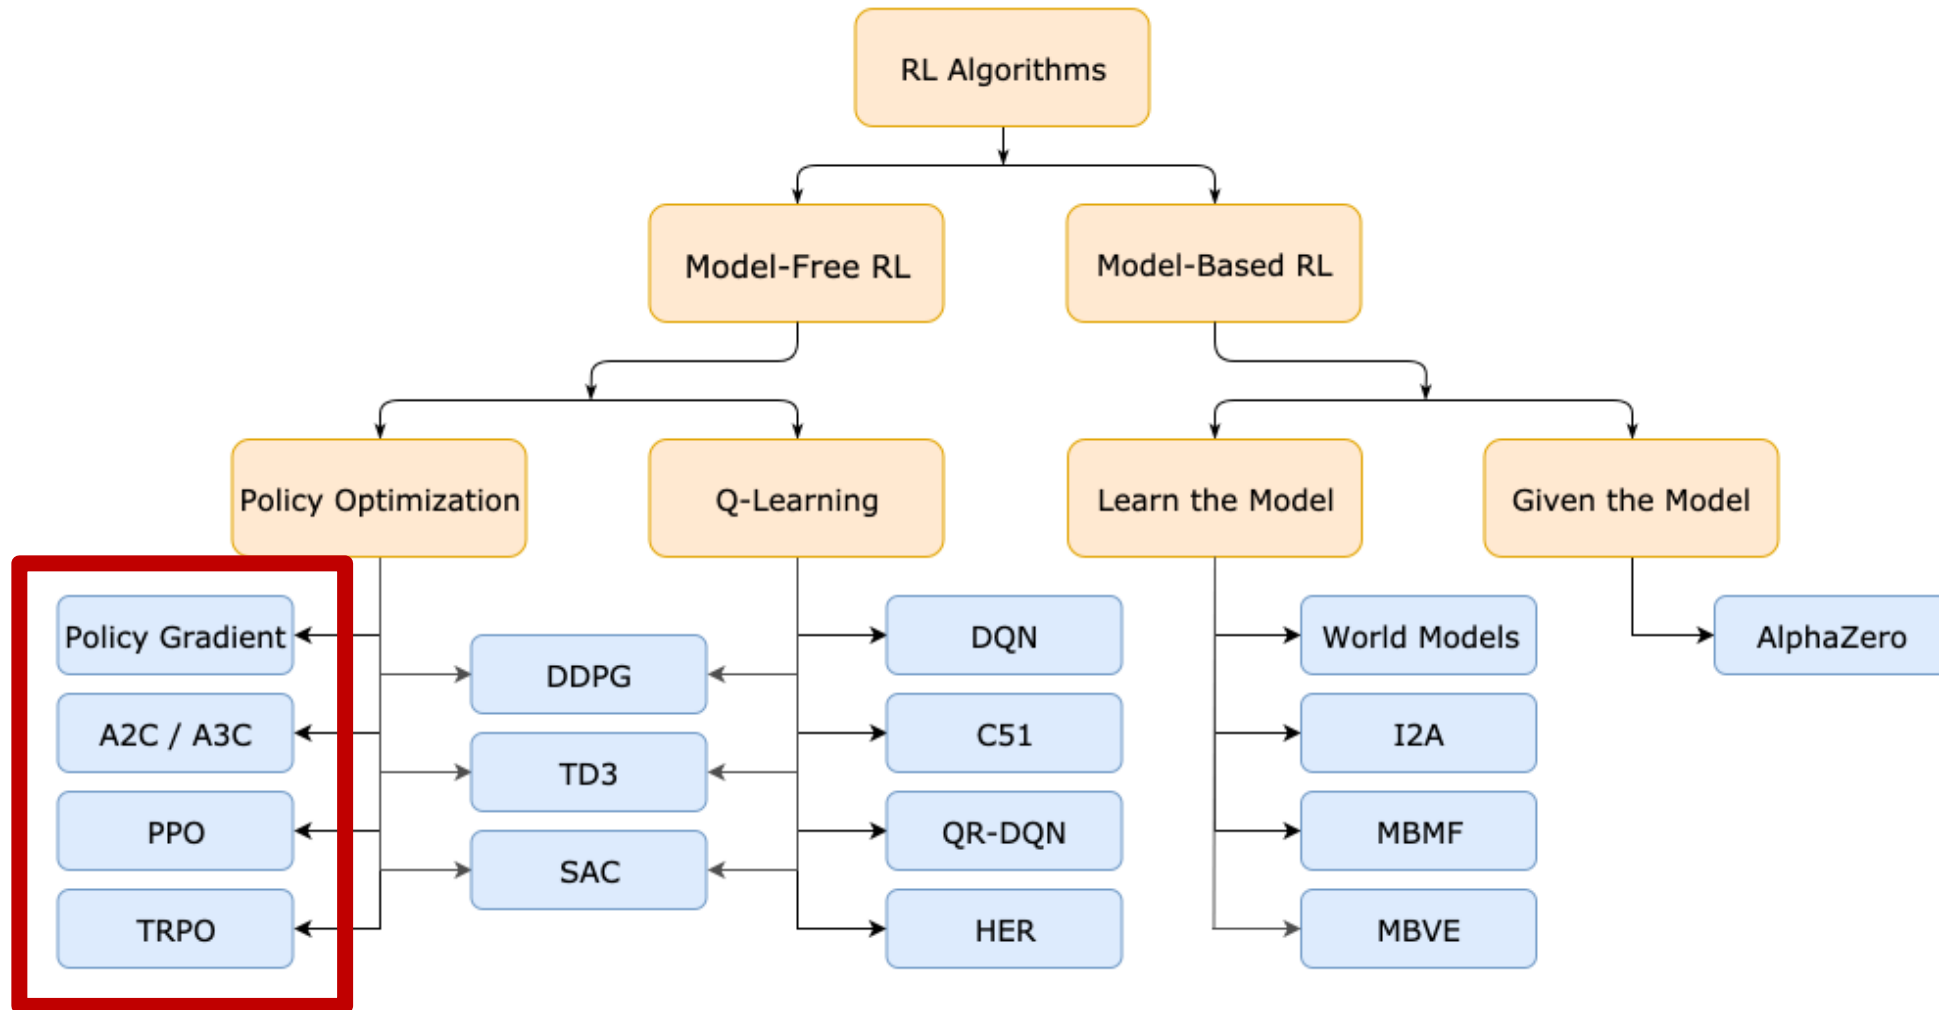 RL Algorithms
Model-Free RL
Model-Based RL
Policy Optimization
Q-Learning
Learn the Model
Given the Model
Policy Gradient
A2C / A3C
PPO
TRPO
DDPG
TD3
SAC
DQN
C51
QR-DQN
HER
World Models
I2A
MBMF
MBVE
AlphaZero